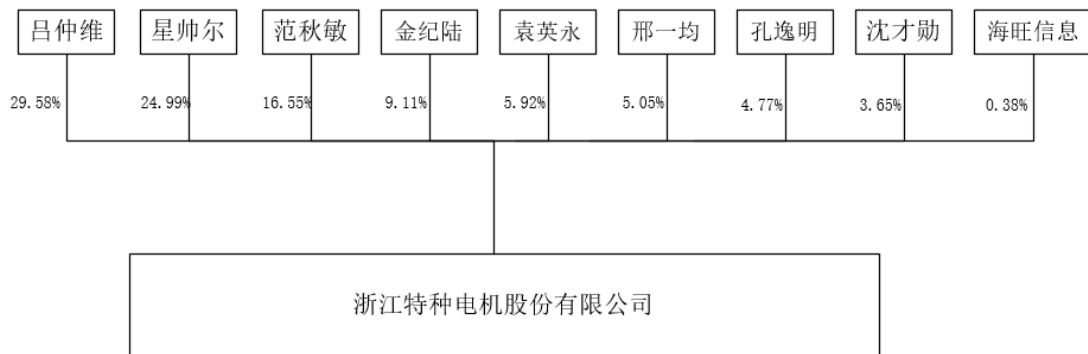 吕仲维
星帅尔
范秋敏
金纪陆
袁英永
邢一均
孔逸明
沈才勋
海旺信息
29.58%
24.99%
16.55%
9.11%
5.92%
5.05%
4.77%
3.65%
0.38%
浙江特种电机股份有限公司